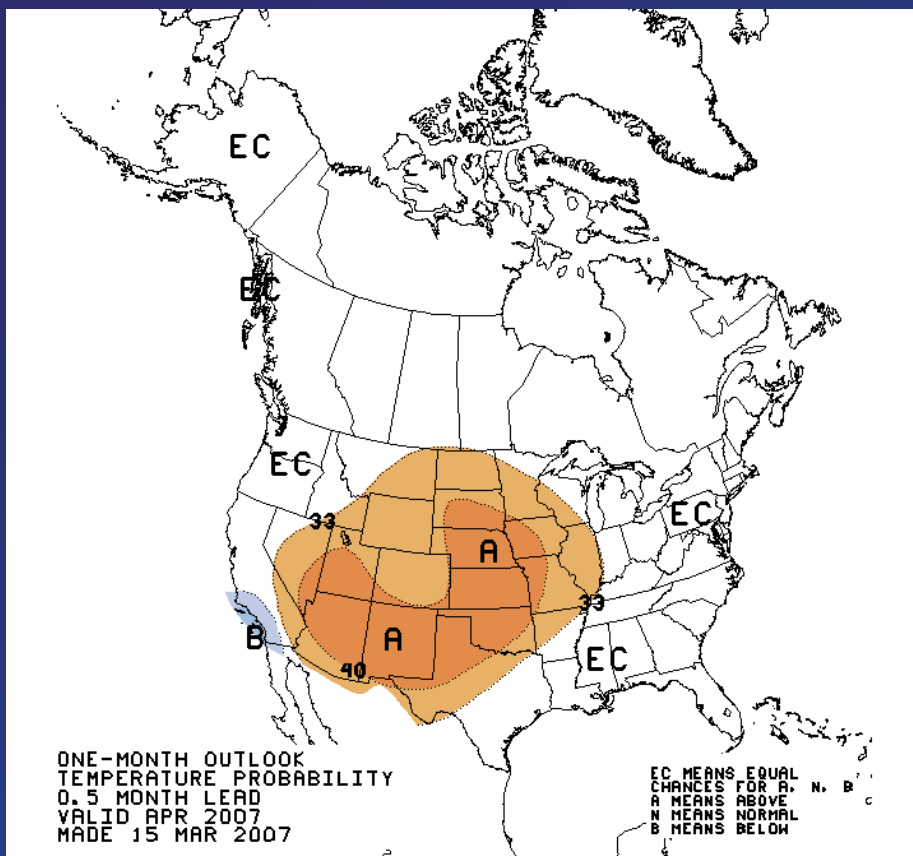 EC
EC
EC
EC
33
A
33
B
A
EC
40
ONE-MONTH OUTLOOK
TEMPERATURE PROBABILITY
0.5 MONTH LEAD
VALID APR 2007
MADE 15 MAR 2007
EC MEANS EQUAL
CHANCES FOR A, N, B
A MEANS ABOVE
N MEANS NORMAL
B MEANS BELOW